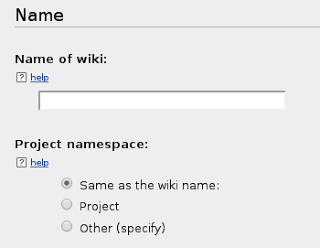 Name
Name of wiki:
? help
Project namespace:
? help
Same as the wiki name:
Project
Other (specify)